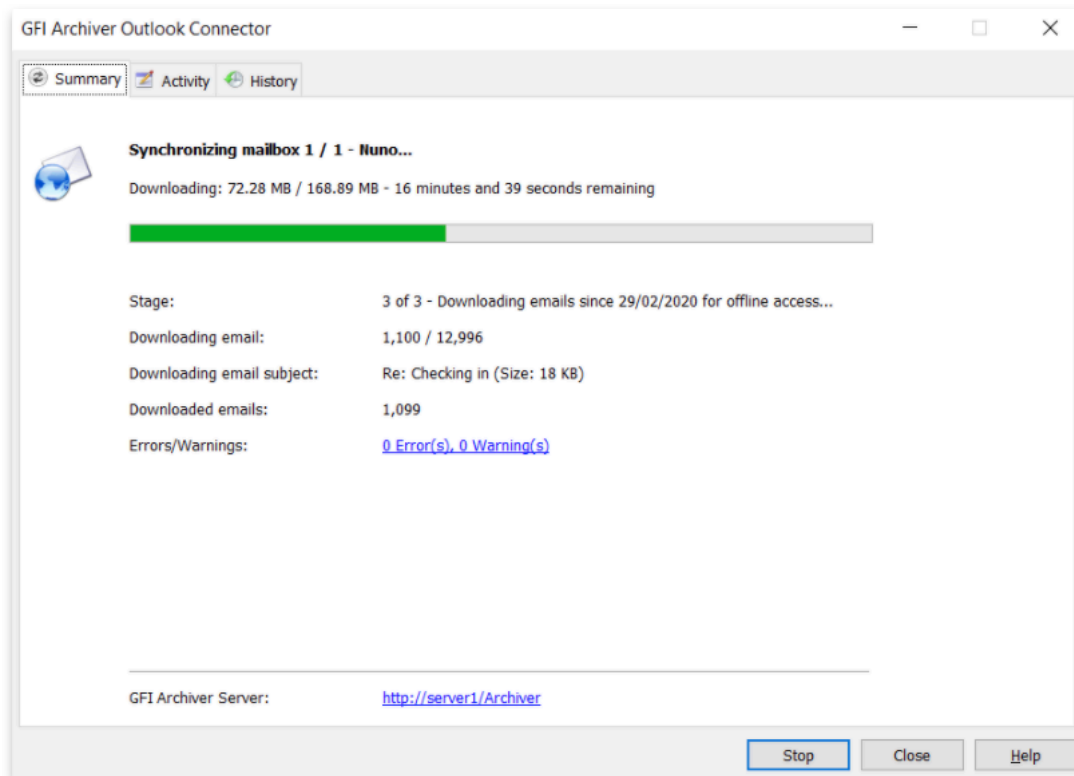 GFI Archiver Outlook Connector
Summary Activity History
Synchronizing mailbox 1 / 1 - Nuno...
Downloading: 72.28 MB / 168.89 MB - 16 minutes and 39 seconds remaining
Stage: 3 of 3 - Downloading emails since 29/02/2020 for offline access...
Downloading email: 1,100 / 12,996
Downloading email subject: Re: Checking in (Size: 18 KB)
Downloaded emails: 1,099
Errors/Warnings: 0 Error(s), 0 Warning(s)
GFI Archiver Server: http://server1/Archiver
Stop Close Help